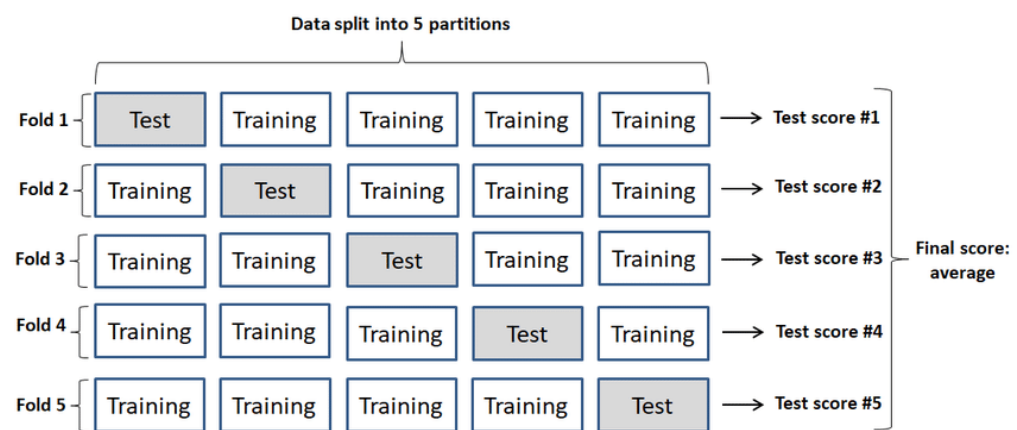 Data split into 5 partitions
Fold 1 Test Training Training Training Training Test score #1
Fold 2 Training Test Training Training Training Test score #2
Fold 3 Training Training Test Training Training Test score #3
Final score:
average
Fold 4 Training Training Training Test Training Test score #4
Fold 5 Training Training Training Training Test Test score #5